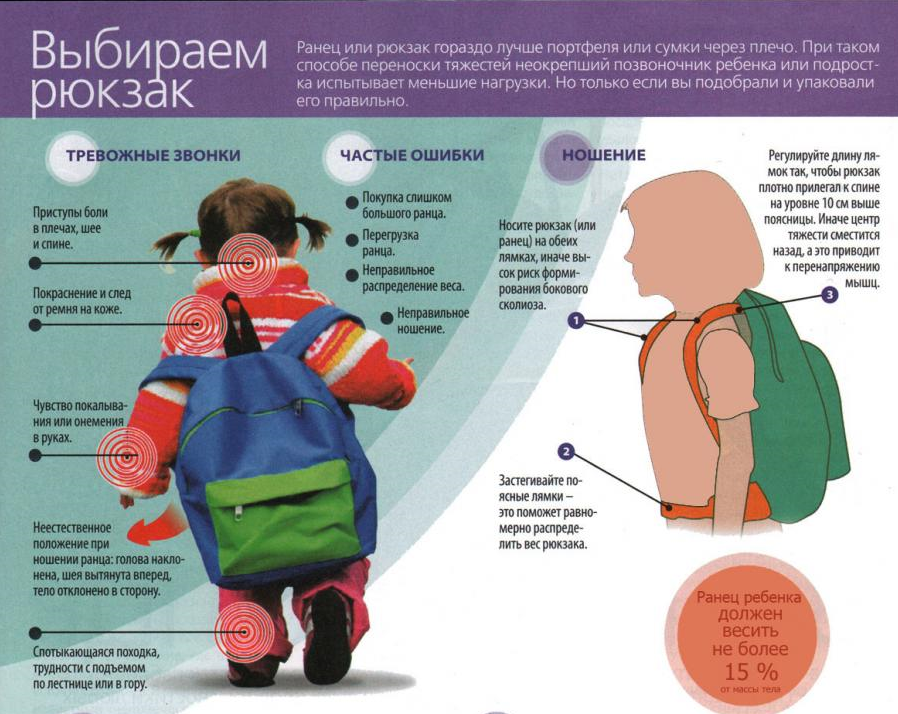 Выбираем
рюкзак
Ранец или рюкзак гораздо лучше портфеля или сумки через плечо. При таком
способе переноски тяжестей неокрепший позвоночник ребенка или подрост-
ка испытывает меньшие нагрузки. Но только если вы подобрали и упаковали
его правильно.
ТРЕВОЖНЫЕ ЗВОНКИ
Приступы боли
в плечах, шее
и спине.
Покраснение и след
от ремня на коже.
Чувство покалыва-
ния или онемения
в руках.
Неестественное
положение при
ношении ранца: голова накло-
нена, шея вытянута вперед,
тело отклонено в сторону.
Спотыкающаяся походка,
трудности с подъемом
по лестнице или в гору.
ЧАСТЫЕ ОШИБКИ
Покупка слишком
большого ранца.
Перегрузка
ранца.
Неправильное
распределение веса.
Неправильное
ношение.
НОШЕНИЕ
Носите рюкзак (или
ранец) на обеих
лямках, иначе вы-
сок риск форми-
рования бокового
сколиоза.
1
2
Застегивайте по-
ясные лямки –
это поможет равно-
мерно распреде-
лить вес рюкзака.
Регулируйте длину ля-
мок так, чтобы рюкзак
плотно прилегал к спине
на уровне 10 см выше
поясницы. Иначе центр
тяжести сместится
назад, а это приводит
к перенапряжению
мышц.
3
Ранец ребенка
должен
весить
не более
15 %
от массы тела